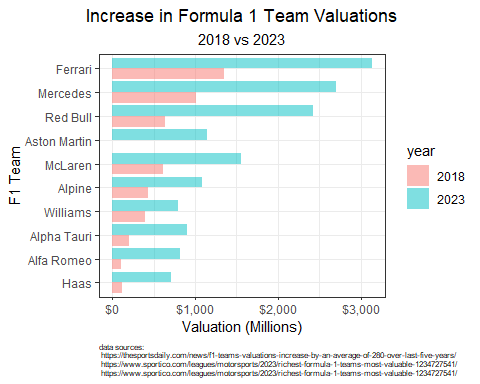 Increase in Formula 1 Team Valuations
2018 vs 2023
F1 Team
Ferrari
Mercedes
Red Bull
Aston Martin
McLaren
Alpine
Williams
Alpha Tauri
Alfa Romeo
Haas
$0 $1,000 $2,000 $3,000
Valuation (Millions)
year
2018
2023
data sources:
https://thesportsdaily.com/news/f1-teams-valuations-increase-by-an-average-of-280-over-last-five-years/
https://www.sportico.com/leagues/motorsports/2023/richest-formula-1-teams-most-valuable-1234727541/
https://www.sportico.com/leagues/motorsports/2023/richest-formula-1-teams-most-valuable-1234727541/